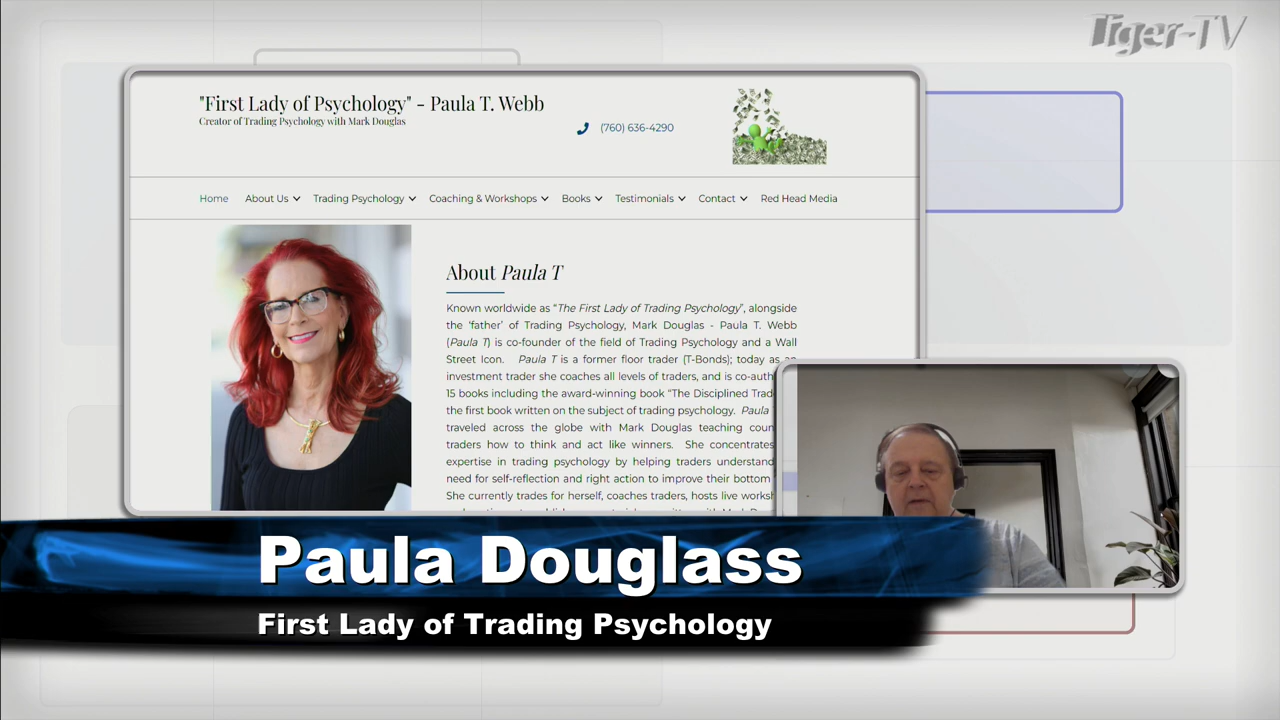 Tiger-TV
"First Lady of Psychology" - Paula T. Webb
Creator of Trading Psychology with Mark Douglas
(760) 636-4290
Home About Us Trading Psychology Coaching & Workshops Books Testimonials Contact Red Head Media
About Paula T
Known worldwide as “The First Lady of Trading Psychology”, alongside
the ‘father’ of Trading Psychology, Mark Douglas - Paula T. Webb
(Paula T) is co-founder of the field of Trading Psychology and a Wall
Street Icon. Paula T is a former floor trader (T-Bonds); today as an
investment trader she coaches all levels of traders, and is co-auth
15 books including the award-winning book “The Disciplined Trad
the first book written on the subject of trading psychology. Paula
traveled across the globe with Mark Douglas teaching coun
traders how to think and act like winners. She concentrates
expertise in trading psychology by helping traders understand
need for self-reflection and right action to improve their bottom
She currently trades for herself, coaches traders, hosts live worksh
Paula Douglass
First Lady of Trading Psychology